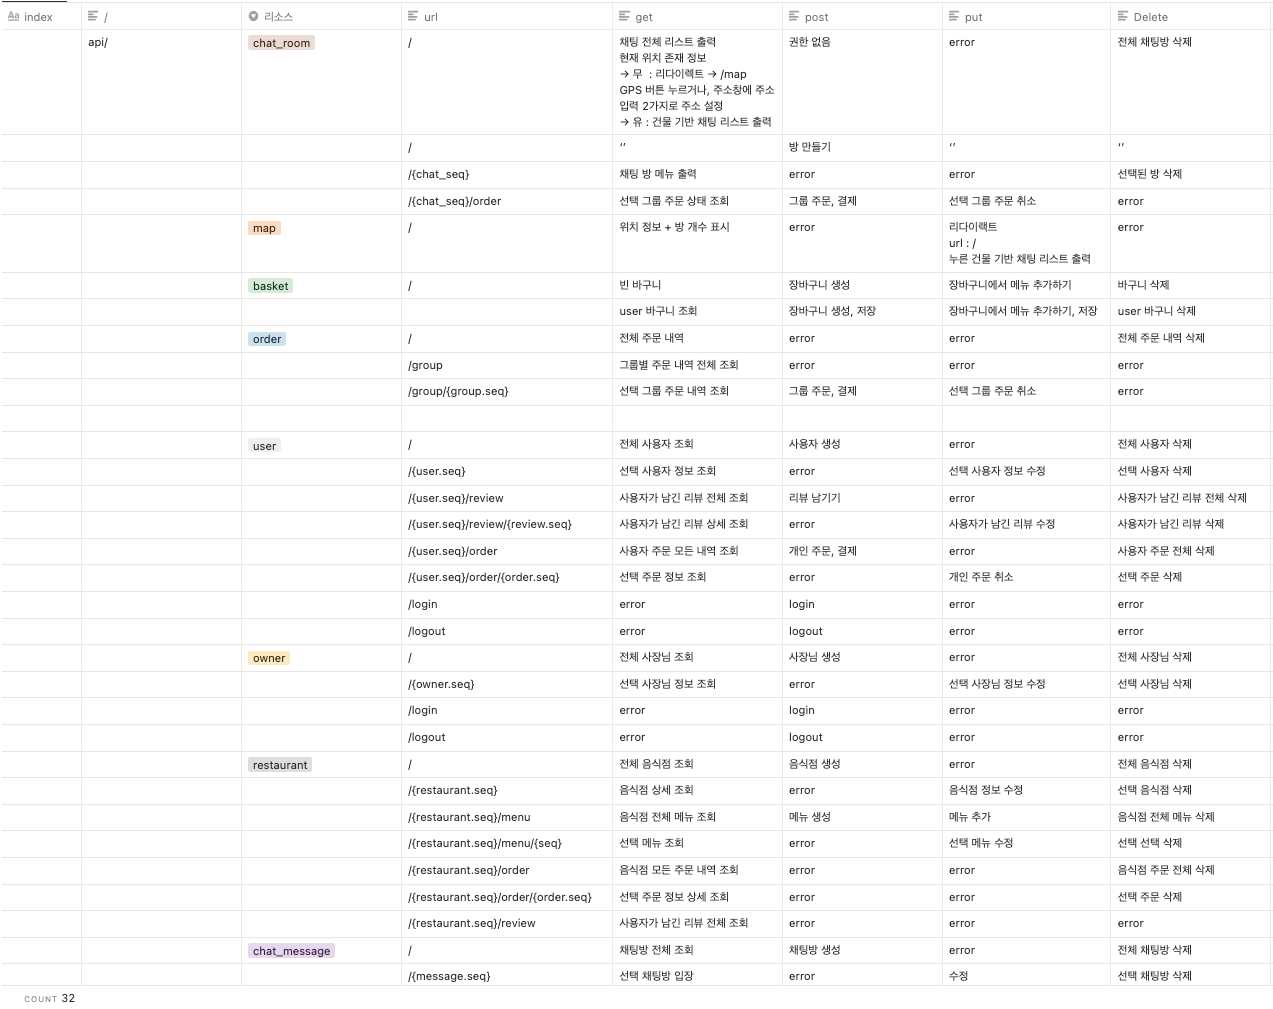 Aa index / 리소스 url get post put Delete
api/ chat_room / 채팅 전체 리스트 출력 권한 없음 error 전체 채팅방 삭제
현재 위치 존재 정보
→ 무 : 리다이렉트 → /map
GPS 버튼 누르거나, 주소창에 주소
입력 2가지로 주소 설정
→ 유 : 건물 기반 채팅 리스트 출력
/ ‘’ 방 만들기 ‘’ ‘’
/{chat_seq} 채팅 방 메뉴 출력 error error 선택된 방 삭제
/{chat_seq}/order 선택 그룹 주문 상태 조회 그룹 주문, 결제 선택 그룹 주문 취소 error
map / 위치 정보 + 방 개수 표시 error 리다이랙트 error
url : /
누른 건물 기반 채팅 리스트 출력
basket / 빈 바구니 장바구니 생성 장바구니에서 메뉴 추가하기 바구니 삭제
user 바구니 조회 장바구니 생성, 저장 장바구니에서 메뉴 추가하기, 저장 user 바구니 삭제
order / 전체 주문 내역 error error 전체 주문 내역 삭제
/group 그룹별 주문 내역 전체 조회 error error error
/group/{group.seq} 선택 그룹 주문 내역 조회 그룹 주문, 결제 선택 그룹 주문 취소 error
user / 전체 사용자 조회 사용자 생성 error 전체 사용자 삭제
/{user.seq} 선택 사용자 정보 조회 error 선택 사용자 정보 수정 선택 사용자 삭제
/{user.seq}/review 사용자가 남긴 리뷰 전체 조회 리뷰 남기기 error 사용자가 남긴 리뷰 전체 삭제
/{user.seq}/review/{review.seq} 사용자가 남긴 리뷰 상세 조회 error 사용자가 남긴 리뷰 수정 사용자가 남긴 리뷰 삭제
/{user.seq}/order 사용자 주문 모든 내역 조회 개인 주문, 결제 error 사용자 주문 전체 삭제
/{user.seq}/order/{order.seq} 선택 주문 정보 조회 error 개인 주문 취소 선택 주문 삭제
/login error login error error
/logout error logout error error
owner / 전체 사장님 조회 사장님 생성 error 전체 사장님 삭제
/{owner.seq} 선택 사장님 정보 조회 error 선택 사장님 정보 수정 선택 사장님 삭제
/login error login error error
/logout error logout error error
restaurant / 전체 음식점 조회 음식점 생성 error 전체 음식점 삭제
/{restaurant.seq} 음식점 상세 조회 error 음식점 정보 수정 선택 음식점 삭제
/{restaurant.seq}/menu 음식점 전체 메뉴 조회 메뉴 생성 메뉴 추가 음식점 전체 메뉴 삭제
/{restaurant.seq}/menu/{seq} 선택 메뉴 조회 error 선택 메뉴 수정 선택 선택 삭제
/{restaurant.seq}/order 음식점 모든 주문 내역 조회 error error 음식점 주문 전체 삭제
/{restaurant.seq}/order/{order.seq} 선택 주문 정보 상세 조회 error error 선택 주문 삭제
/{restaurant.seq}/review 사용자가 남긴 리뷰 전체 조회 error error error
chat_message / 채팅방 전체 조회 채팅방 생성 error 전체 채팅방 삭제
/{message.seq} 선택 채팅방 입장 error 수정 선택 채팅방 삭제
COUNT 32